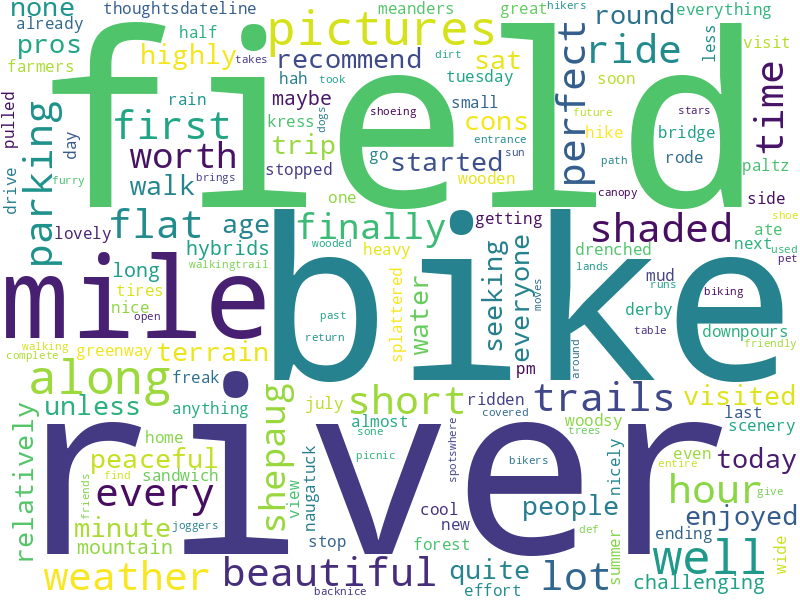 none
thoughtsdateline
meanders
great
hikers
already
half
pictures
takes
round
everything
pros
highly
recommend
sat
ride
less
visit
farmers
hah
took
dirt
tuesday
soon
time
pulled
rain
maybe
dogs
small
shoeing
perfect
future
stars
field
parking
first
kress
cons
hike
bridge
day
trip
entrance
worth
stopped
go
started
sun
path
rode
paltz
drive
furry
walk
brings
one
wooden
canopy
side
lovely
flat
age
finally
getting
shaded
ate
shoe
hybrids
wooded
heavy
seeking
everyone
drenched
next
used
long
walkingtrail
splattered
water
moves
lands
mud
runs
pet
mile
bike
tires
nice
open
past
derby
biking
walking
complete
greenway
terrain
return
pm
around
table
downpours
friendly
along
freak
shepaug
short
ridden
trails
visited
unless
anything
july
almost
covered
woodsy
last
scenery
relatively
home
view
sone
spotswhere
trees
nicely
even
today
peaceful
sandwich
naugatuck
picnic
bikers
entire
every
find
river
hour
give
friends
minute
joggers
cool
new
people
enjoyed
mountain
stop
forest
def
summer
ending
wide
weather
beautiful
backnice
quite
effort
lot
well
challenging